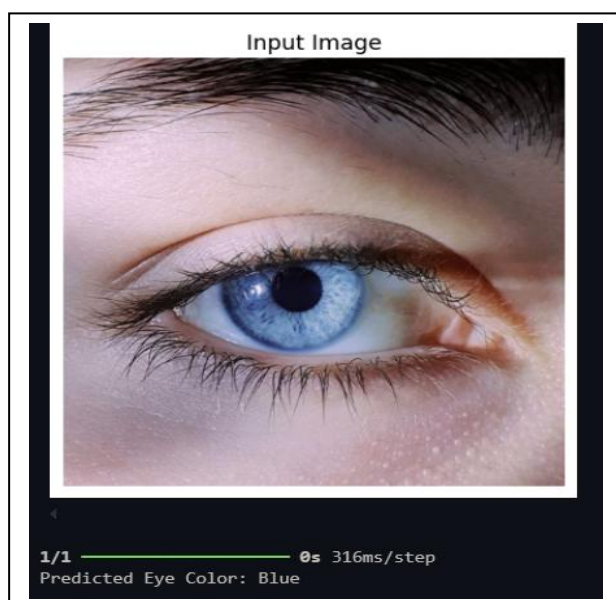 Input Image
1/1 ━━━━━━━━━━━━━━━━━━━━ 0s 316ms/step
Predicted Eye Color: Blue